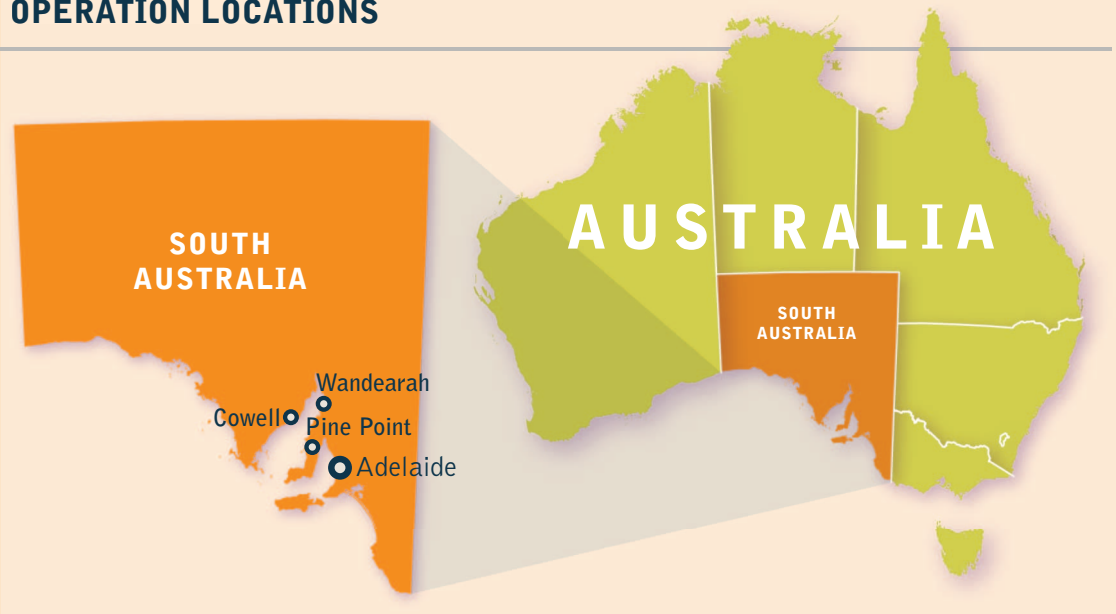 OPERATION LOCATIONS
AUSTRALIA
SOUTH
AUSTRALIA
SOUTH
AUSTRALIA
Wandearah
Cowell
Pine Point
Adelaide